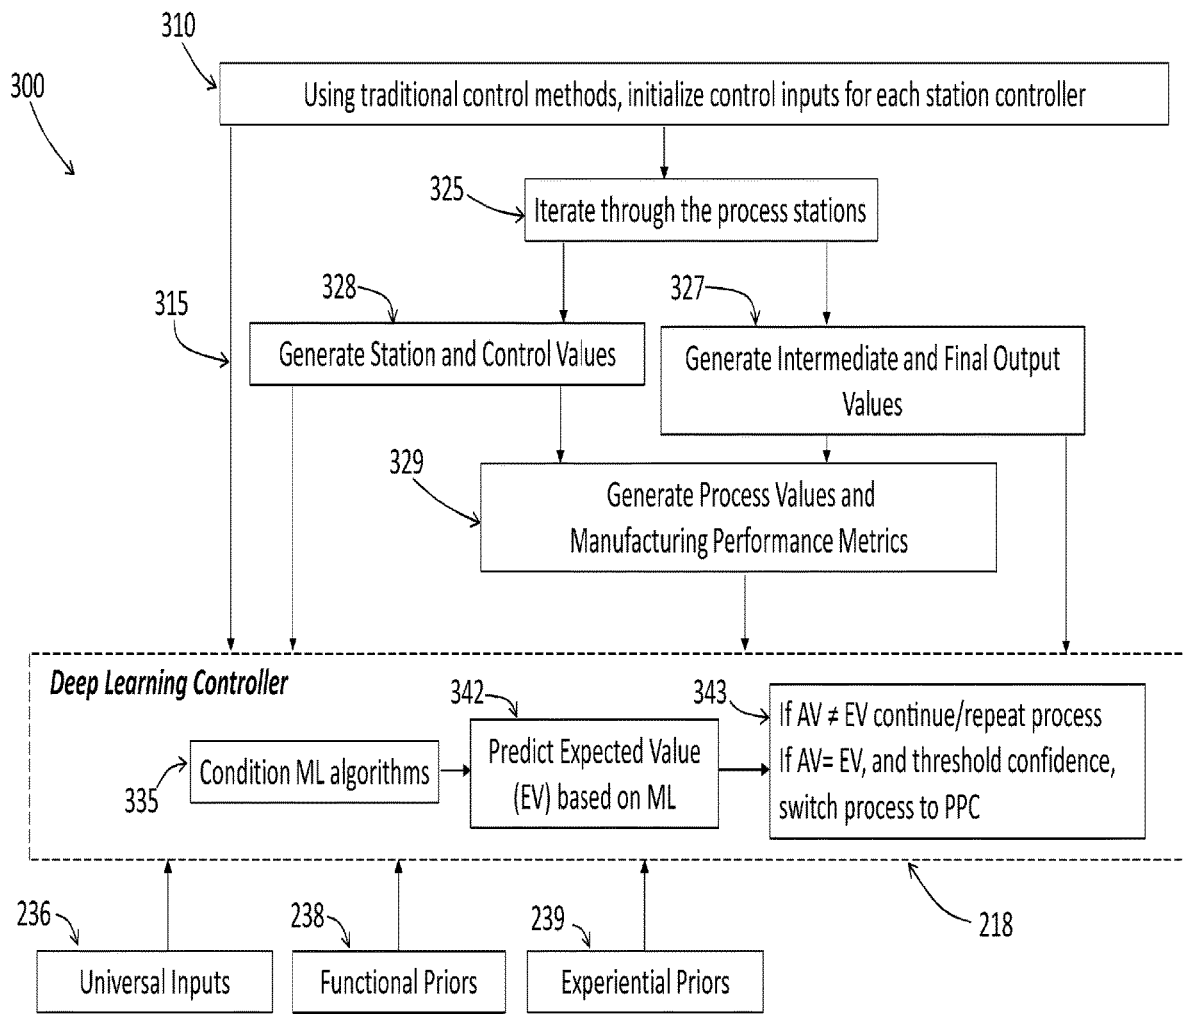 310
300
Using traditional control methods, initialize control inputs for each station controller
325
Iterate through the process stations
315
328
327
Generate Station and Control Values
Generate Intermediate and Final Output
Values
329
Generate Process Values and
Manufacturing Performance Metrics
Deep Learning Controller
342
343
335
Condition ML algorithms
Predict Expected Value
(EV) based on ML
If AV ≠ EV continue/repeat process
If AV= EV, and threshold confidence,
switch process to PPC
236
238
239
218
Universal Inputs
Functional Priors
Experiential Priors